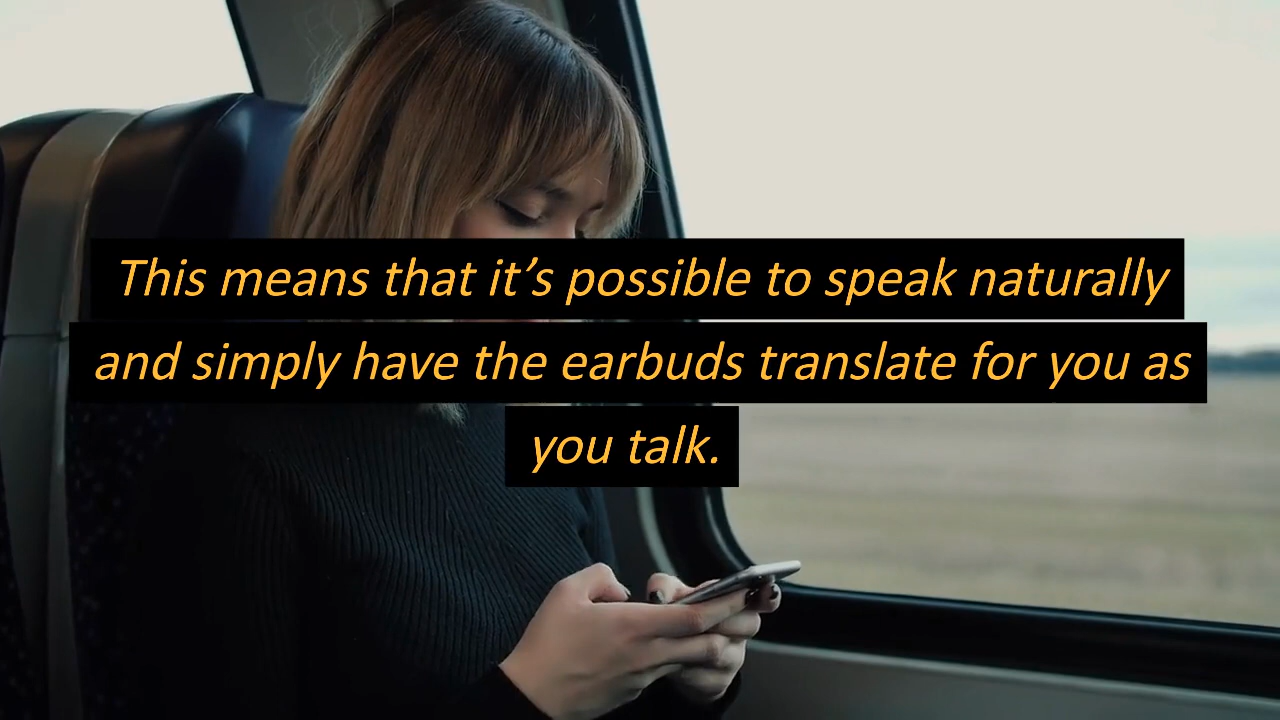 This means that it’s possible to speak naturally
and simply have the earbuds translate for you as
you talk.